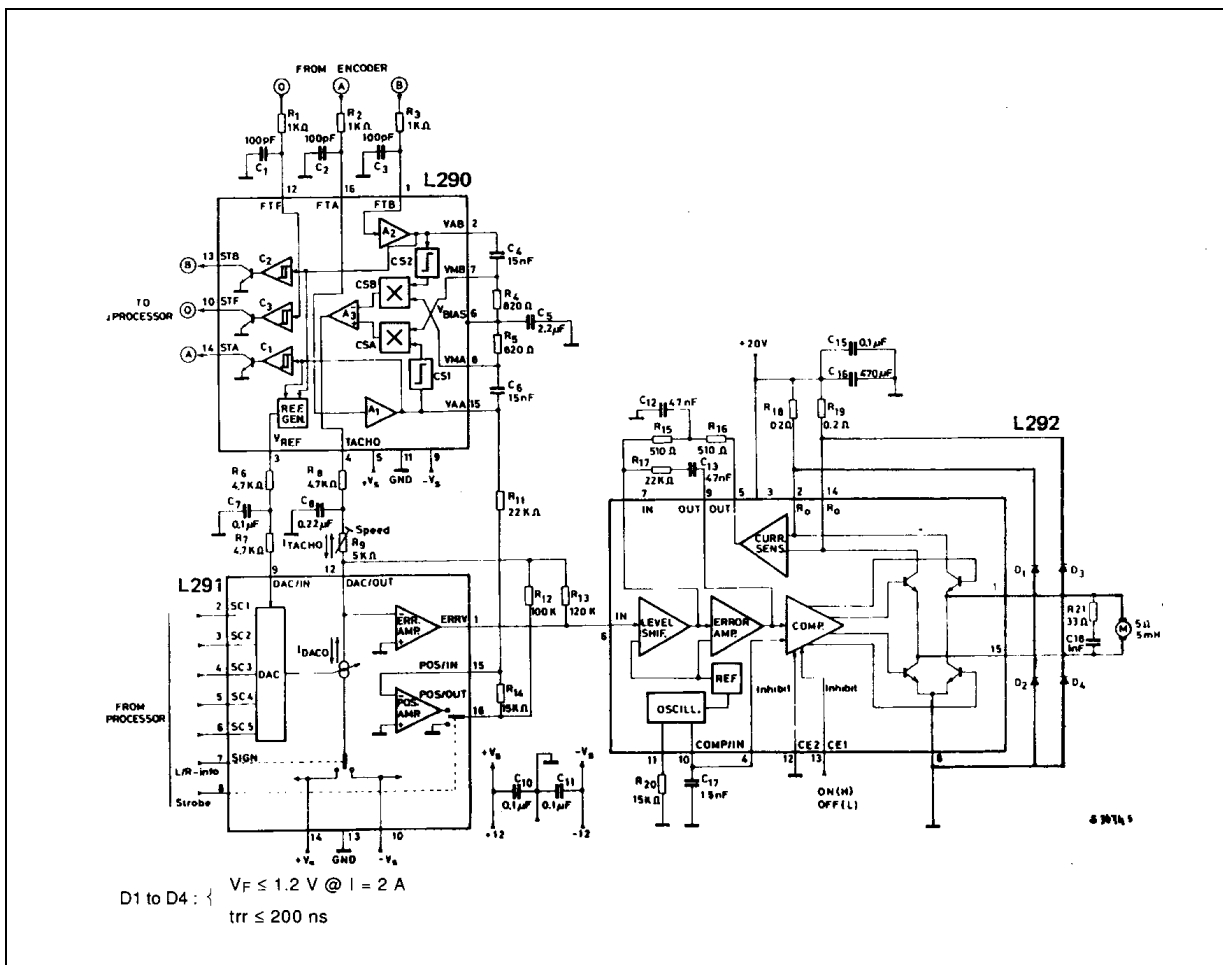 FROM ENCODER
O A B
R1 1KΩ
R2 1KΩ
R3 1KΩ
100pF C1
100pF C2
100pF C3
L290
12 16 1
FTF FTA FTB
A2
VAB 2
C4 15nF
CS2
13 STB
B
C2
VMB 7
CSB
R4 820Ω
TO
PROCESSOR
10 STF
O
C3
A3
VBIAS 6
C5 2.2µF
CSA
R5 820Ω
14 STA
A
C1
VMA 8
CS1
C6 15nF
REF. GEN.
A1
VAA 15
VREF
TACHO
3 4 5 11 9
+Vs GND -Vs
R6 4,7KΩ
R8 4.7KΩ
C7 0,1µF
C8 0.22µF
R7 4,7KΩ
ITACHO
Speed
R9 5KΩ
R11 22KΩ
R12 100K
R13 120K
L291
9 12
DAC/IN DAC/OUT
2 SC1
3 SC2
4 SC3
5 SC4
6 SC5
DAC
IDAC0
ERR. AMP.
ERRV 1
POS/IN 15
POS/OUT
POS. AMP.
16
R14 15KΩ
FROM
PROCESSOR
7 SIGN
L/R-info
8
Strobe
14 13 10
+Vs GND -Vs
+Vs -Vs
C10 0.1µF
C11 0.1µF
+12 -12
+20V
C15 0.1µF
C16 470µF
R18 0.2Ω
R19 0.2Ω
L292
C12 47nF
R15 510Ω
R16 510Ω
R17 22KΩ
C13 47nF
7 9 5 3 2 14
IN OUT OUT R0 R0
CURR. SENS.
IN
6
LEVEL SHIF.
ERROR AMP.
COMP.
REF
OSCILL.
Inhibit
Inhibit
COMP/IN
CE2 CE1
11 10 4 12 13 8
1
15
R20 15KΩ
C17 1.5nF
ON(H)
OFF(L)
D1
D2
D3
D4
R21 33Ω
C18 1nF
M
5Ω
5mH
D1 to D4 : {
VF ≤ 1.2 V @ I = 2 A
trr ≤ 200 ns